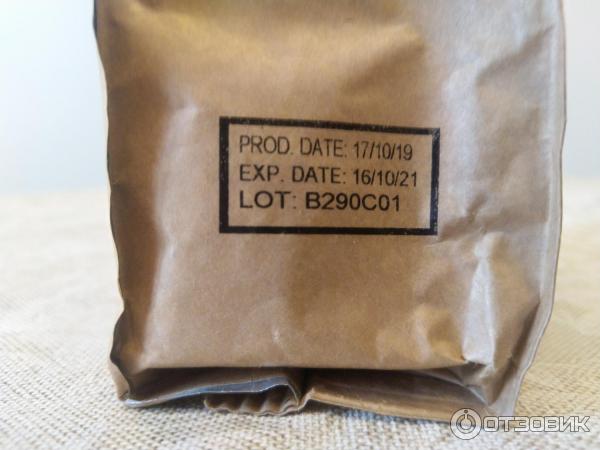 PROD. DATE: 17/10/19
EXP. DATE: 16/10/21
LOT: B290C01
ОТЗОВИК